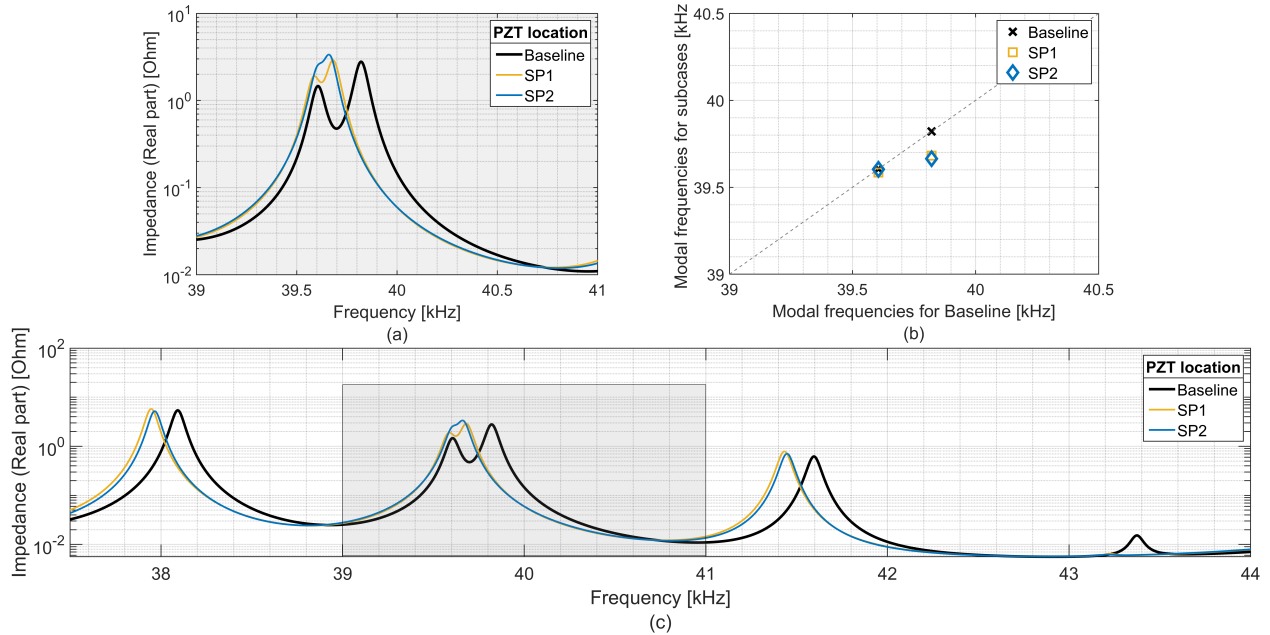 Impedance (Real part) [Ohm]
10^1
10^0
10^-1
10^-2
39
39.5
40
40.5
41
Frequency [kHz]
(a)
PZT location
Baseline
SP1
SP2
Modal frequencies for subcases [kHz]
40.5
40
39.5
39
39
39.5
40
40.5
Modal frequencies for Baseline [kHz]
(b)
Baseline
SP1
SP2
Impedance (Real part) [Ohm]
10^2
10^0
10^-2
38
39
40
41
42
43
44
Frequency [kHz]
(c)
PZT location
Baseline
SP1
SP2